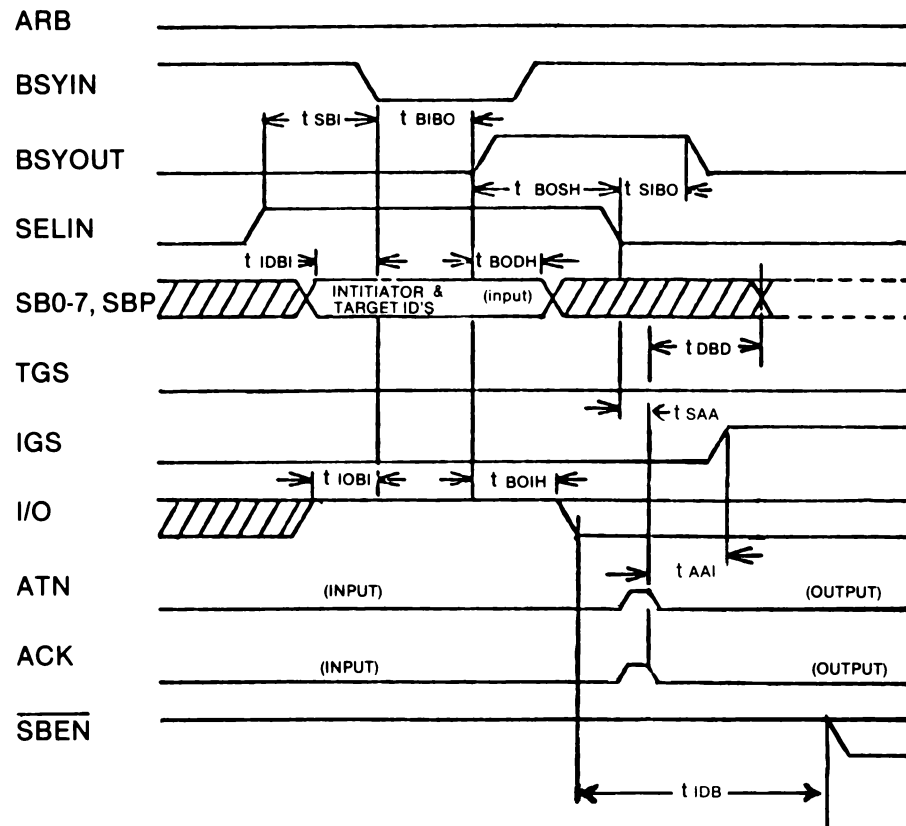 ARB
BSYIN
t SBI t BIBO
BSYOUT
t BOSH t SIBO
SELIN
t IDBI t BODH
SB0-7, SBP INTITIATOR & TARGET ID'S (input)
t DBD
TGS
t SAA
IGS
t IOBI t BOIH
I/O
t AAI
ATN (INPUT) (OUTPUT)
ACK (INPUT) (OUTPUT)
SBEN
t IDB